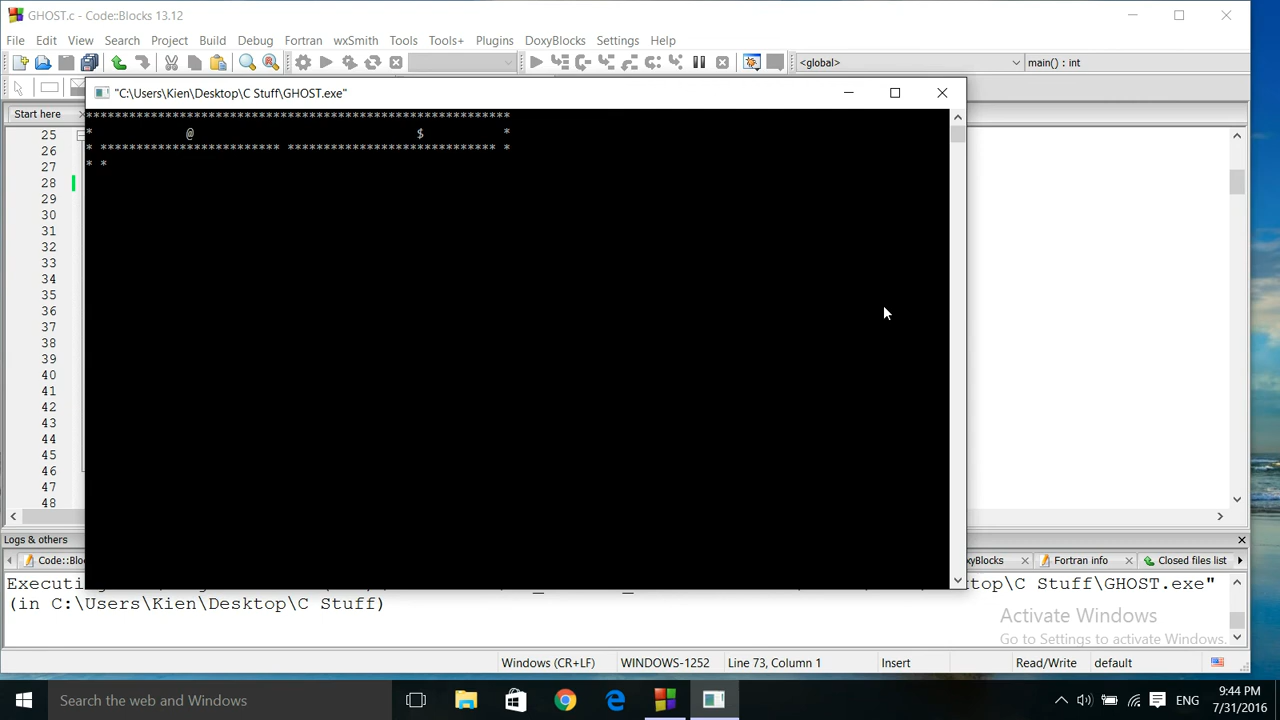 GHOST.c - Code::Blocks 13.12
File Edit View Search Project Build Debug Fortran wxSmith Tools Tools+ Plugins DoxyBlocks Settings Help
<global>
main() : int
"C:\Users\Kien\Desktop\C Stuff\GHOST.exe"
Start here
***********************************************************
* @ $ *
* ************************* ***************************** *
* *
25
26
27
28
29
30
31
32
33
34
35
36
37
38
39
40
41
42
43
44
45
46
47
48
Logs & others
Code::Bloc
oxyBlocks
Fortran info
Closed files list
Executin
top\C Stuff\GHOST.exe"
(in C:\Users\Kien\Desktop\C Stuff)
Activate Windows
Go to Settings to activate Windows.
Windows (CR+LF) WINDOWS-1252 Line 73, Column 1 Insert Read/Write default
Search the web and Windows
ENG
9:44 PM
7/31/2016